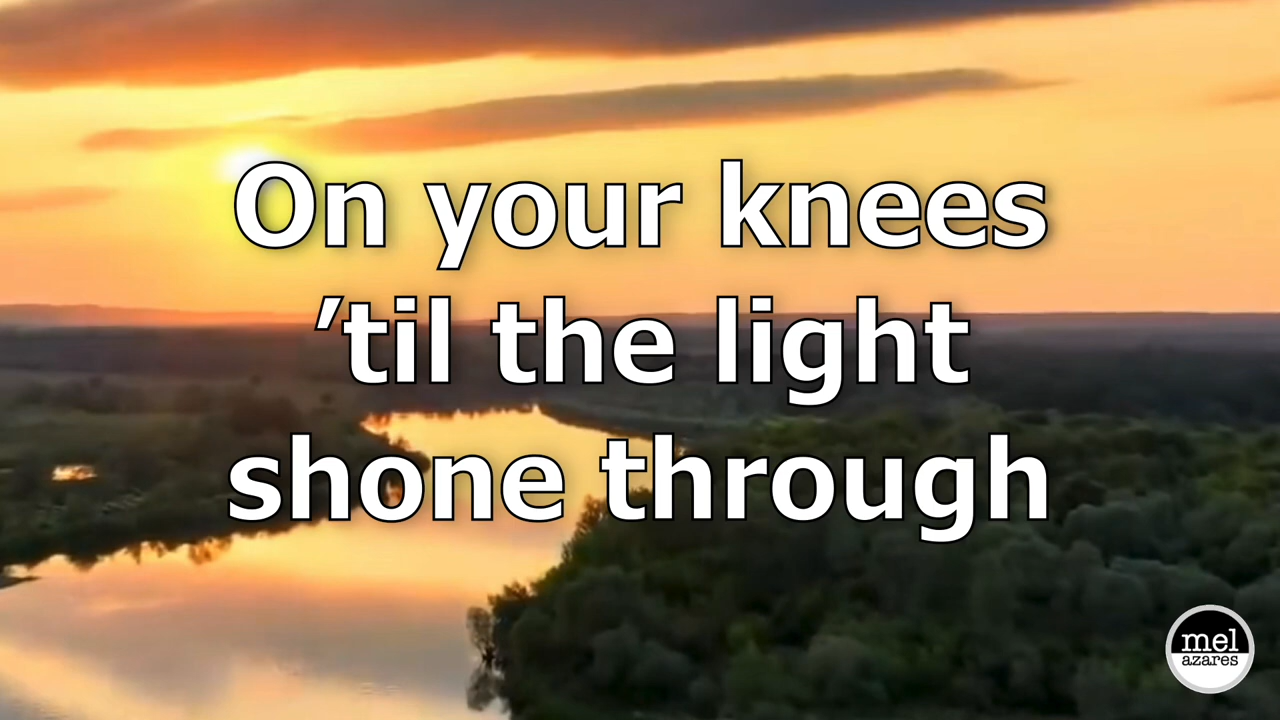 On your knees
’til the light
shone through
mel
azares